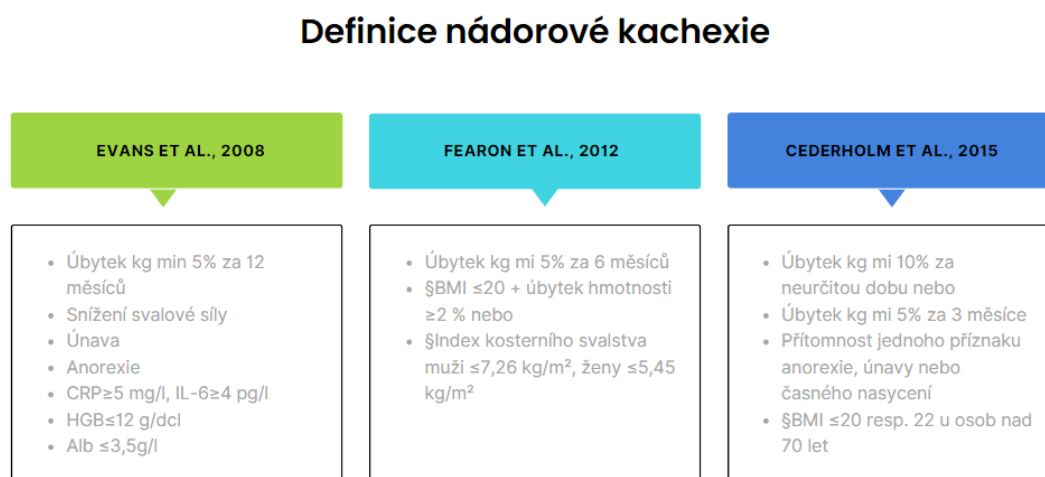 Definice nádorové kachexie
EVANS ET AL., 2008
• Úbytek kg min 5% za 12
měsíců
• Snížení svalové síly
• Únava
• Anorexie
• CRP≥5 mg/l, IL-6≥4 pg/l
• HGB≤12 g/dcl
• Alb ≤3,5g/l
FEARON ET AL., 2012
• Úbytek kg mi 5% za 6 měsíců
• §BMI ≤20 + úbytek hmotnosti
≥2 % nebo
• §Index kosterního svalstva
muži ≤7,26 kg/m², ženy ≤5,45
kg/m²
CEDERHOLM ET AL., 2015
• Úbytek kg mi 10% za
neurčitou dobu nebo
• Úbytek kg mi 5% za 3 měsíce
• Přítomnost jednoho příznaku
anorexie, únavy nebo
časného nasycení
• §BMI ≤20 resp. 22 u osob nad
70 let